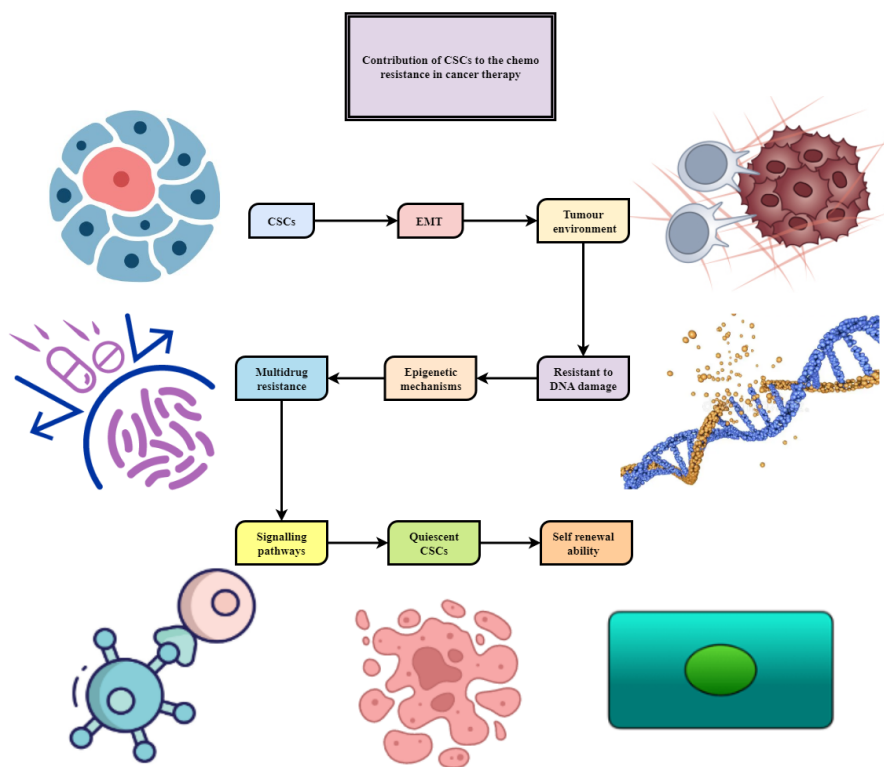 Contribution of CSCs to the chemo
resistance in cancer therapy
CSCs
EMT
Tumour
environment
Multidrug
resistance
Epigenetic
mechanisms
Resistant to
DNA damage
Signalling
pathways
Quiescent
CSCs
Self renewal
ability